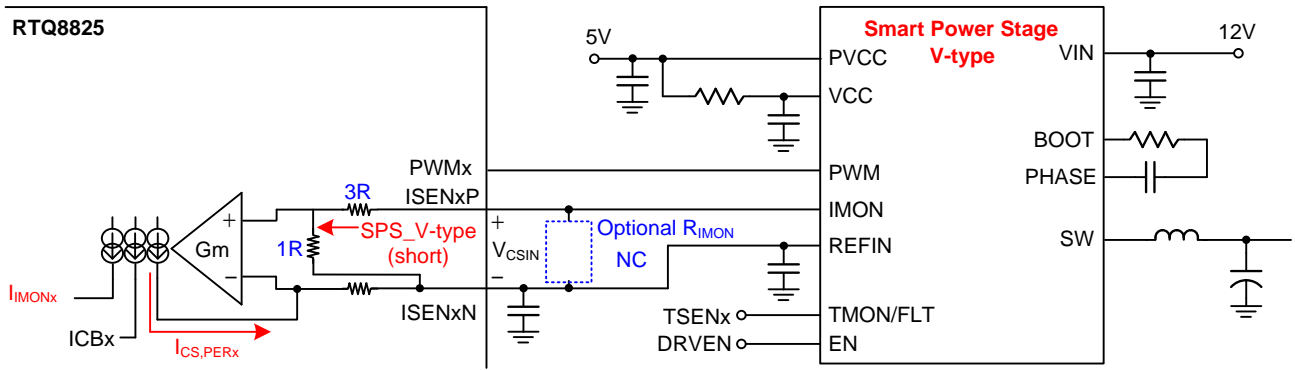 RTQ8825
5V
Smart Power Stage
V-type
12V
PVCC
VIN
VCC
BOOT
PWMx
PWM
PHASE
3R
ISENxP
IMON
+
SPS_V-type
(short)
+
VCSIN
−
Optional RIMON
NC
REFIN
SW
Gm
1R
−
ISENxN
IIMONx
ICBx
ICS,PERx
TSENx
TMON/FLT
DRVEN
EN